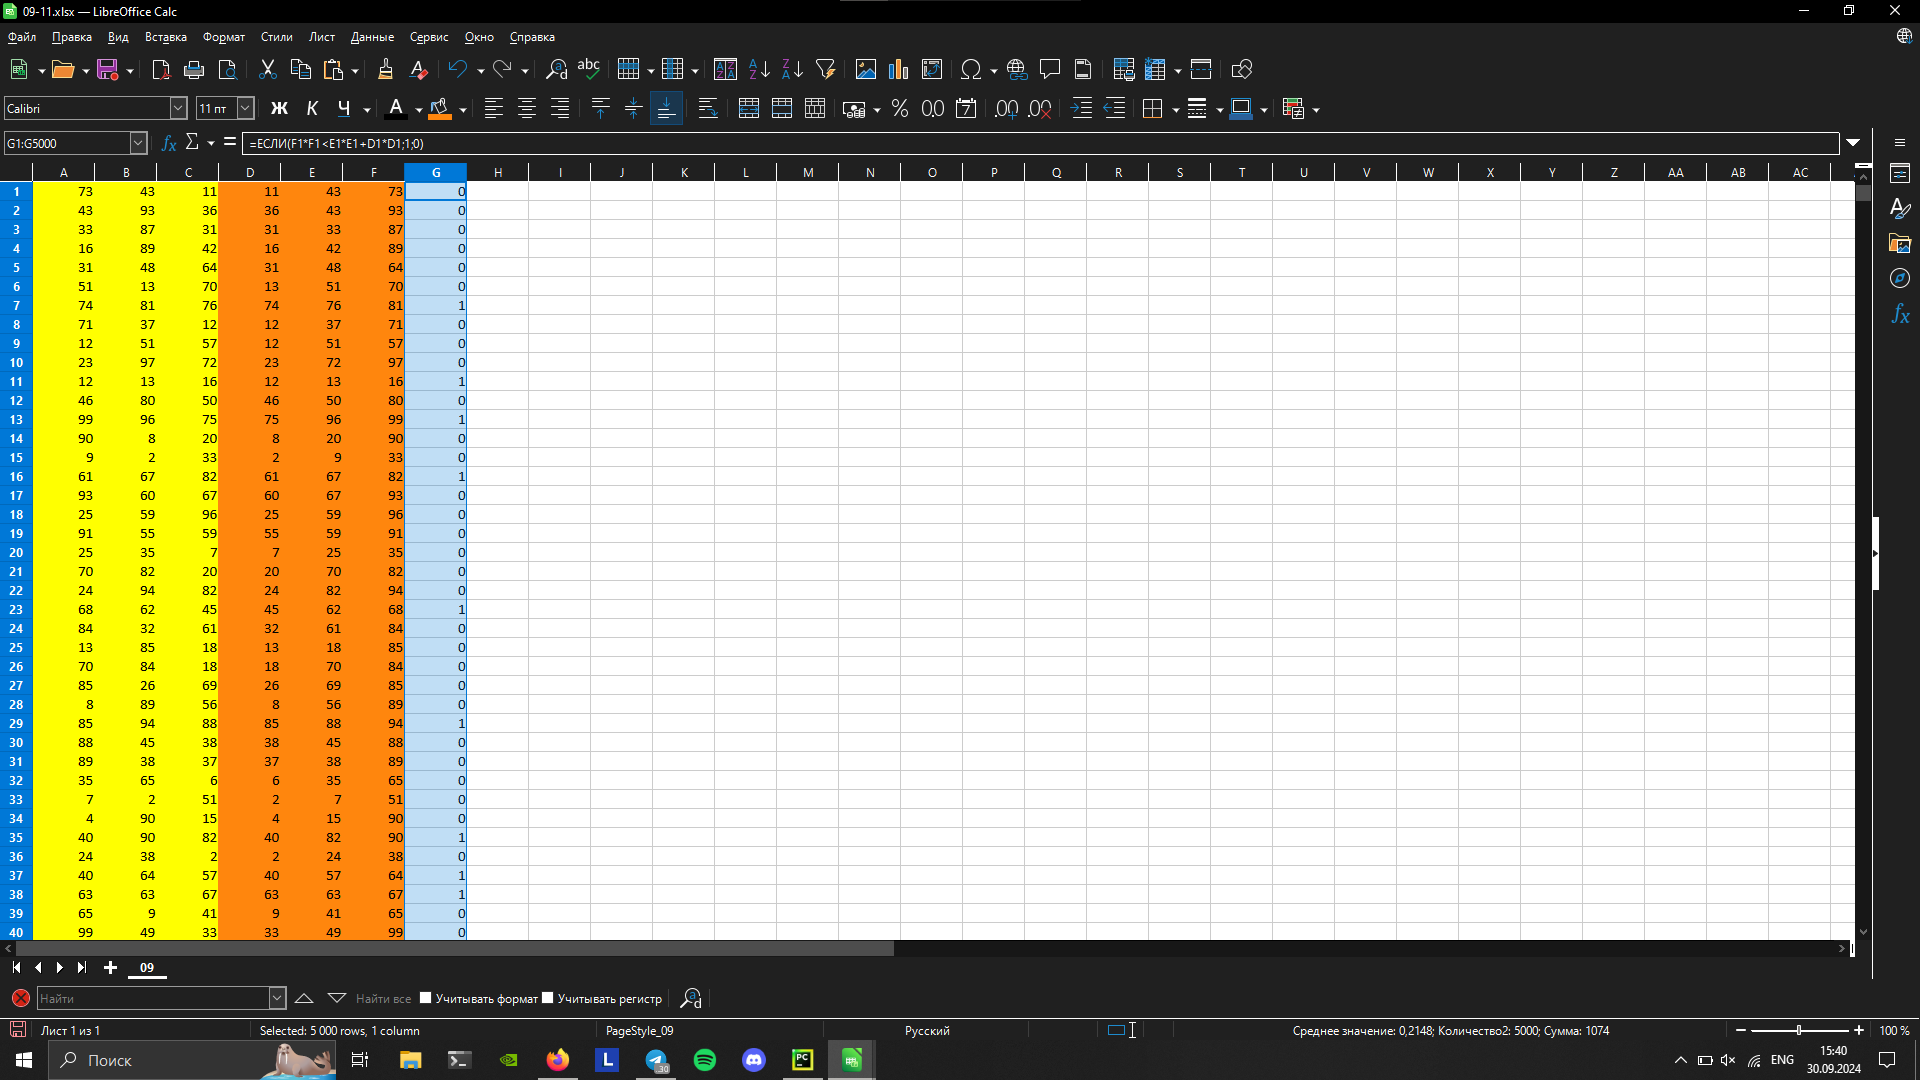 09-11.xlsx — LibreOffice Calc
Файл Правка Вид Вставка Формат Стили Лист Данные Сервис Окно Справка
Calibri 11 пт Ж К Ч
G1:G5000 =ЕСЛИ(F1*F1<E1*E1+D1*D1;1;0)
A B C D E F G H I J K L M N O P Q R S T U V W X Y Z AA AB AC
1 73 43 11 11 43 73 0
2 43 93 36 36 43 93 0
3 33 87 31 31 33 87 0
4 16 89 42 16 42 89 0
5 31 48 64 31 48 64 0
6 51 13 70 13 51 70 0
7 74 81 76 74 76 81 1
8 71 37 12 12 37 71 0
9 12 51 57 12 51 57 0
10 23 97 72 23 72 97 0
11 12 13 16 12 13 16 1
12 46 80 50 46 50 80 0
13 99 96 75 75 96 99 1
14 90 8 20 8 20 90 0
15 9 2 33 2 9 33 0
16 61 67 82 61 67 82 1
17 93 60 67 60 67 93 0
18 25 59 96 25 59 96 0
19 91 55 59 55 59 91 0
20 25 35 7 7 25 35 0
21 70 82 20 20 70 82 0
22 24 94 82 24 82 94 0
23 68 62 45 45 62 68 1
24 84 32 61 32 61 84 0
25 13 85 18 13 18 85 0
26 70 84 18 18 70 84 0
27 85 26 69 26 69 85 0
28 8 89 56 8 56 89 0
29 85 94 88 85 88 94 1
30 88 45 38 38 45 88 0
31 89 38 37 37 38 89 0
32 35 65 6 6 35 65 0
33 7 2 51 2 7 51 0
34 4 90 15 4 15 90 0
35 40 90 82 40 82 90 1
36 24 38 2 2 24 38 0
37 40 64 57 40 57 64 1
38 63 63 67 63 63 67 1
39 65 9 41 9 41 65 0
40 99 49 33 33 49 99 0
09
Найти Найти все Учитывать формат Учитывать регистр
Лист 1 из 1 Selected: 5 000 rows, 1 column PageStyle_09 Русский Среднее значение: 0,2148; Количество2: 5000; Сумма: 1074 100 %
Поиск ENG 15:40
30.09.2024